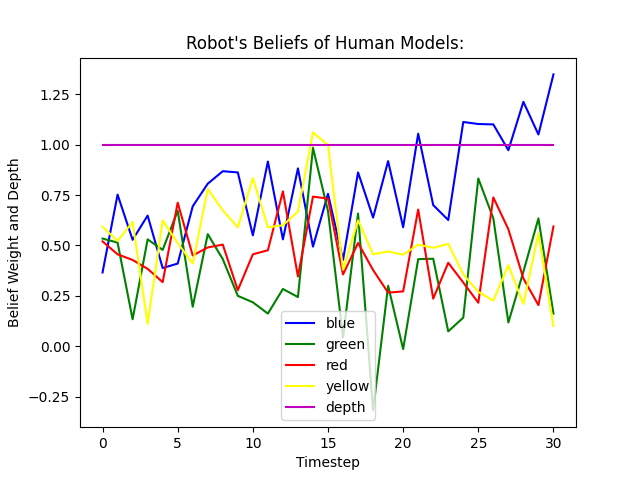 Robot's Beliefs of Human Models:
Belief Weight and Depth
1.25
1.00
0.75
0.50
0.25
0.00
−0.25
blue
green
red
yellow
depth
0 5 10 15 20 25 30
Timestep